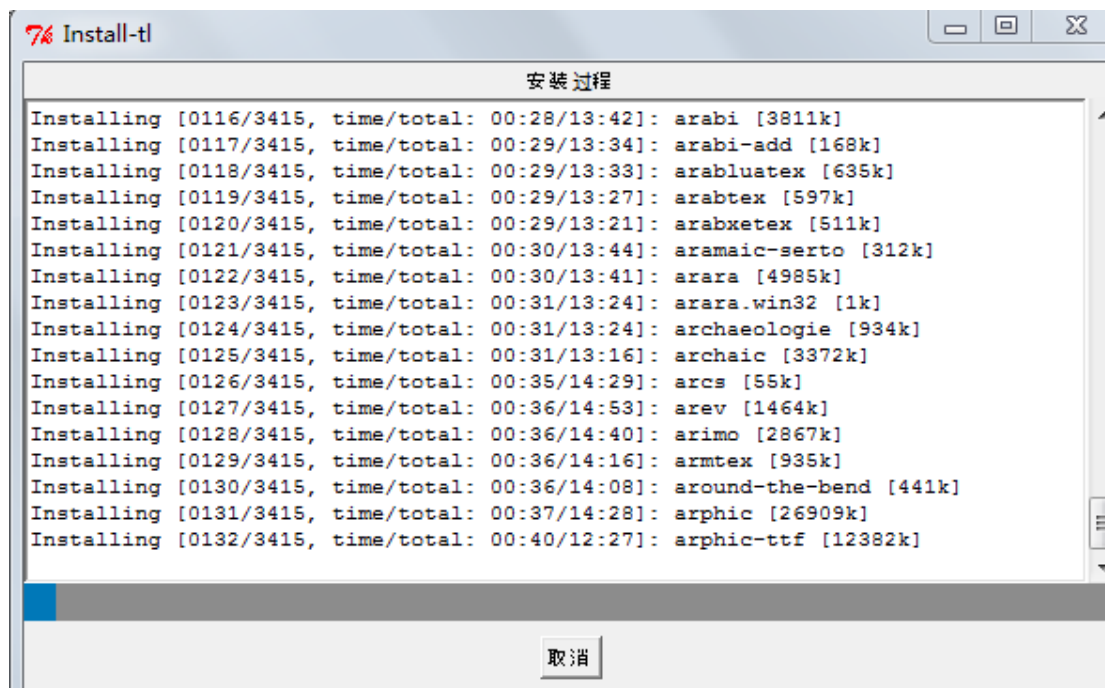 Install-tl
安装过程
Installing [0116/3415, time/total: 00:28/13:42]: arabi [3811k]
Installing [0117/3415, time/total: 00:29/13:34]: arabi-add [168k]
Installing [0118/3415, time/total: 00:29/13:33]: arabluatex [635k]
Installing [0119/3415, time/total: 00:29/13:27]: arabtex [597k]
Installing [0120/3415, time/total: 00:29/13:21]: arabxetex [511k]
Installing [0121/3415, time/total: 00:30/13:44]: aramaic-serto [312k]
Installing [0122/3415, time/total: 00:30/13:41]: arara [4985k]
Installing [0123/3415, time/total: 00:31/13:24]: arara.win32 [1k]
Installing [0124/3415, time/total: 00:31/13:24]: archaeologie [934k]
Installing [0125/3415, time/total: 00:31/13:16]: archaic [3372k]
Installing [0126/3415, time/total: 00:35/14:29]: arcs [55k]
Installing [0127/3415, time/total: 00:36/14:53]: arev [1464k]
Installing [0128/3415, time/total: 00:36/14:40]: arimo [2867k]
Installing [0129/3415, time/total: 00:36/14:16]: armtex [935k]
Installing [0130/3415, time/total: 00:36/14:08]: around-the-bend [441k]
Installing [0131/3415, time/total: 00:37/14:28]: arphic [26909k]
Installing [0132/3415, time/total: 00:40/12:27]: arphic-ttf [12382k]
取消